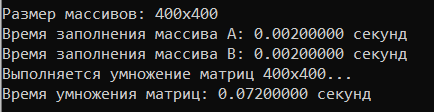 Размер массивов: 400x400
Время заполнения массива A: 0.00200000 секунд
Время заполнения массива B: 0.00200000 секунд
Выполняется умножение матриц 400x400...
Время умножения матриц: 0.07200000 секунд